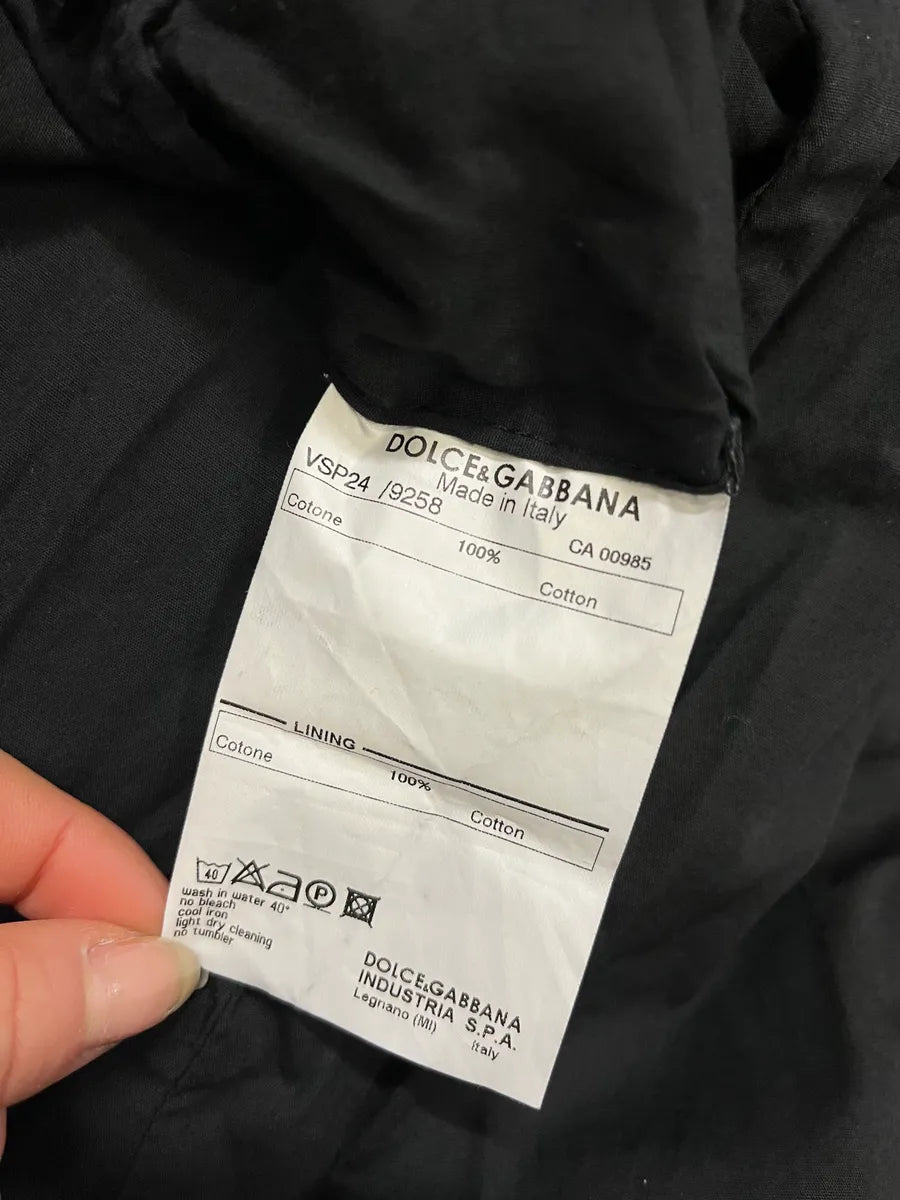 DOLCE&GABBANA
Made in Italy
VSP24 /9258
CA 00985
Cotone 100% Cotton
LINING
Cotone 100% Cotton
40 P
wash in water 40°
no bleach
cool iron
light dry cleaning
no tumbler
DOLCE&GABBANA
INDUSTRIA S.P.A.
Legnano (MI)
Italy